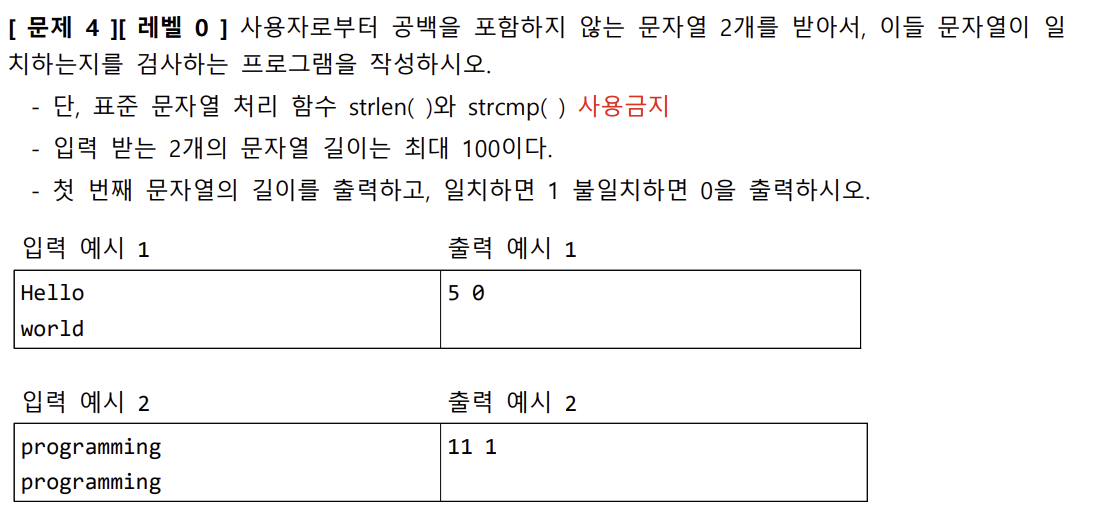 [ 문제 4 ][ 레벨 0 ] 사용자로부터 공백을 포함하지 않는 문자열 2개를 받아서, 이들 문자열이 일
치하는지를 검사하는 프로그램을 작성하시오.
- 단, 표준 문자열 처리 함수 strlen( )와 strcmp( ) 사용금지
- 입력 받는 2개의 문자열 길이는 최대 100이다.
- 첫 번째 문자열의 길이를 출력하고, 일치하면 1 불일치하면 0을 출력하시오.
입력 예시 1 출력 예시 1
Hello 5 0
world
입력 예시 2 출력 예시 2
programming 11 1
programming